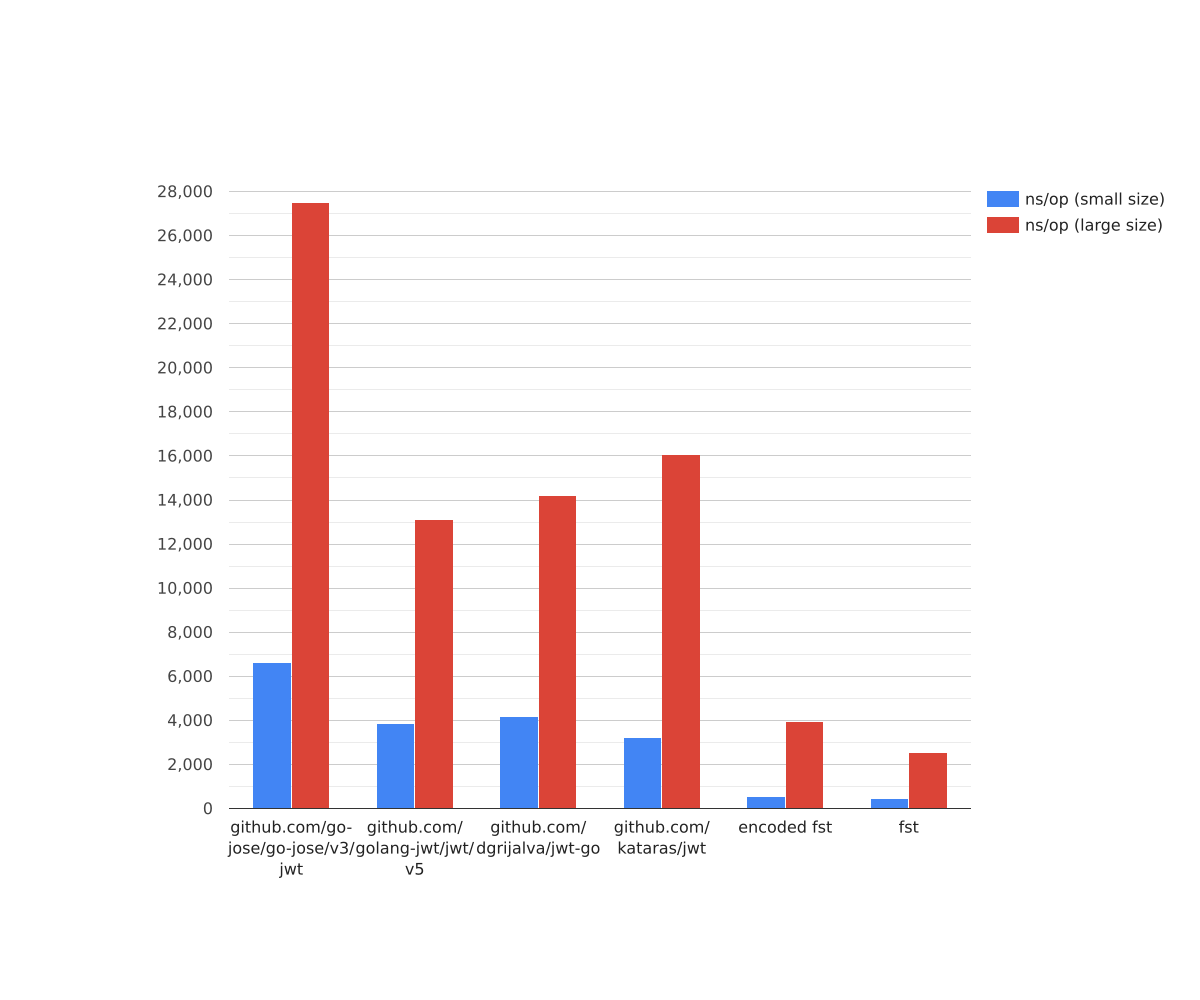 28,000
26,000
24,000
22,000
20,000
18,000
16,000
14,000
12,000
10,000
8,000
6,000
4,000
2,000
0
ns/op (small size)
ns/op (large size)
github.com/go-
jose/go-jose/v3/
jwt
github.com/
golang-jwt/jwt/
v5
github.com/
dgrijalva/jwt-go
github.com/
kataras/jwt
encoded fst
fst